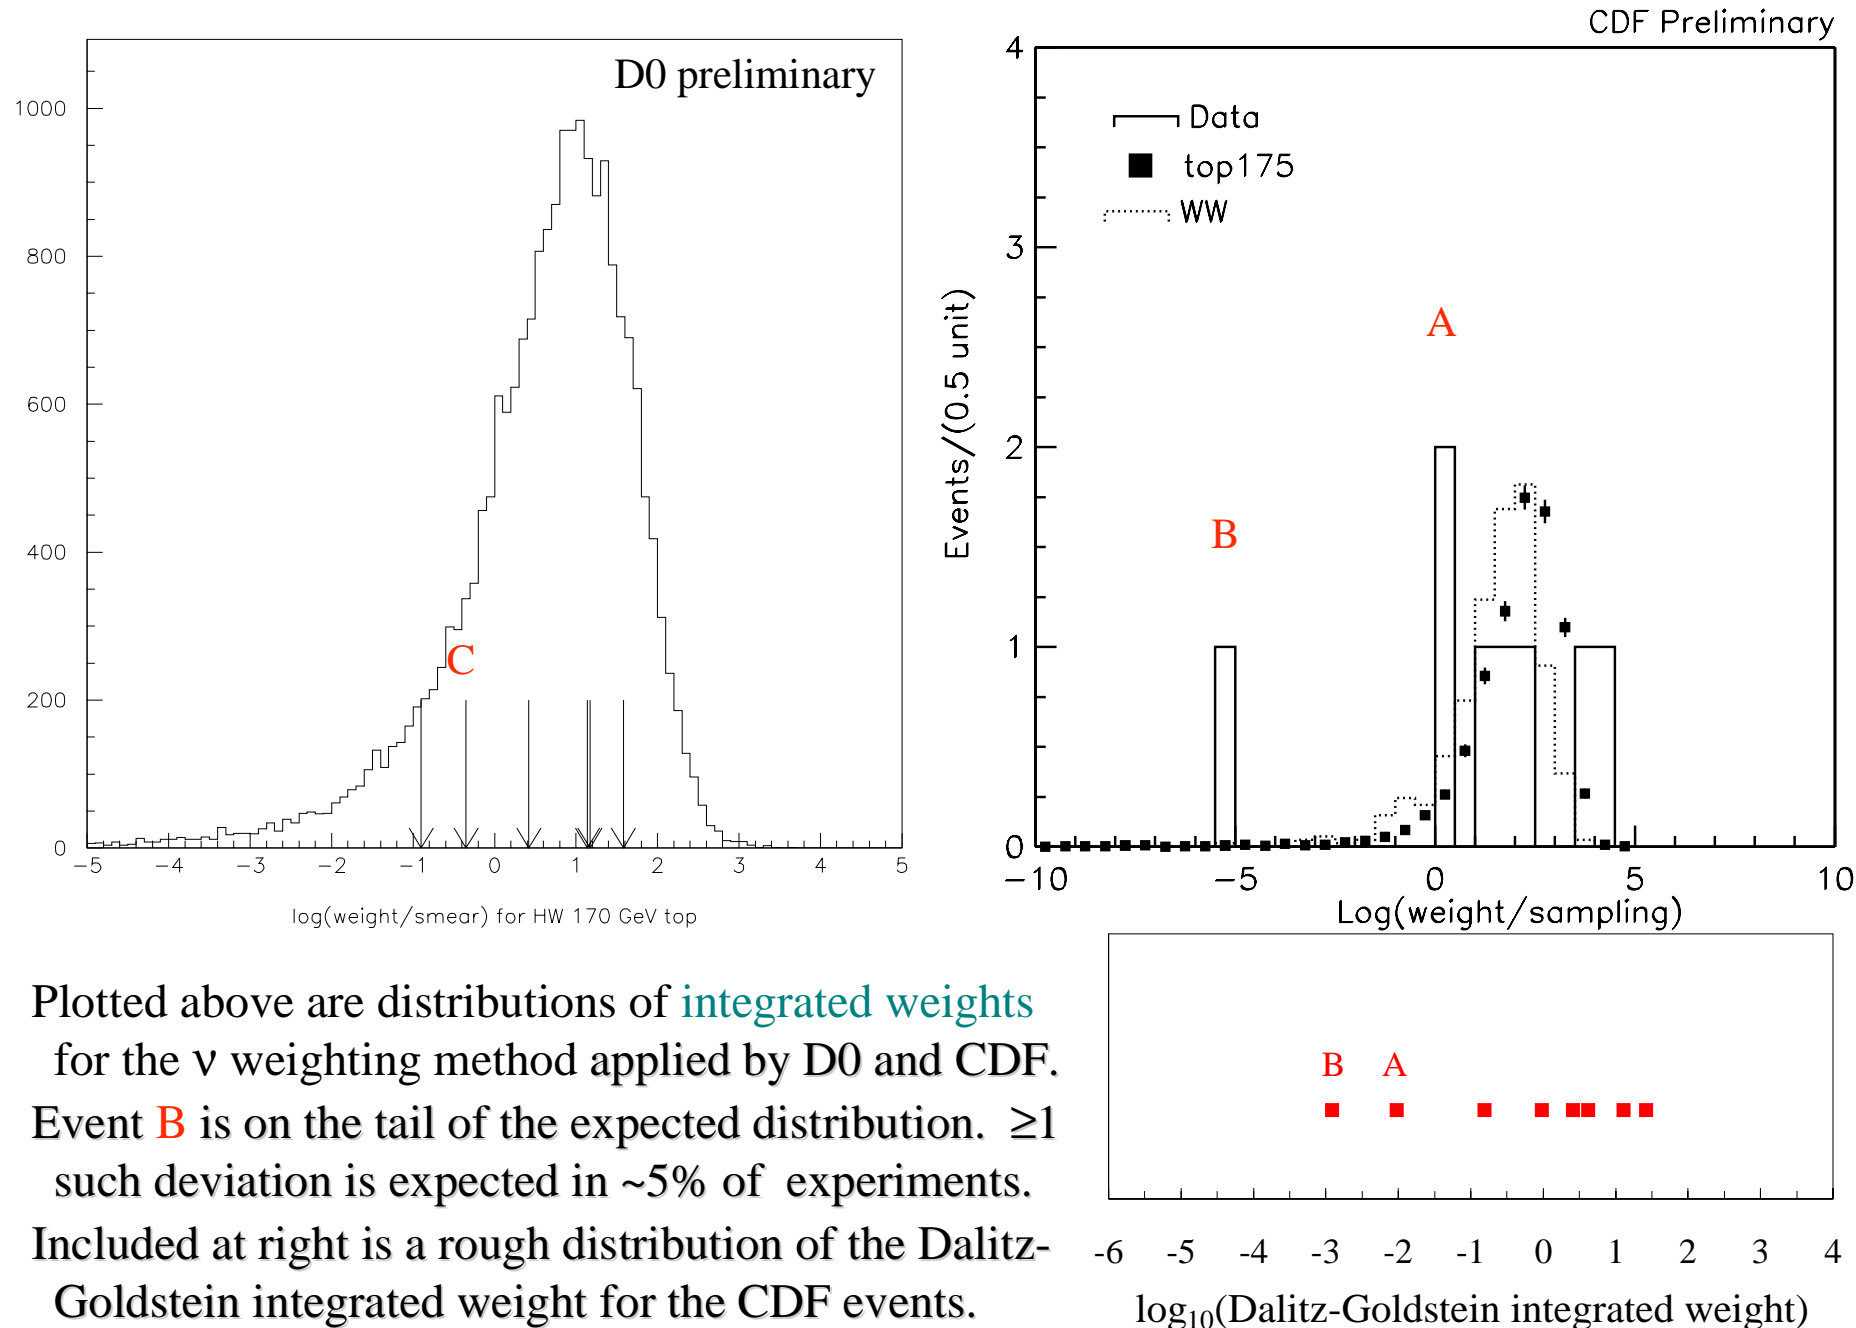 D0 preliminary
1000
800
600
400
200
0
C
-5 -4 -3 -2 -1 0 1 2 3 4 5
log(weight/smear) for HW 170 GeV top
CDF Preliminary
4
3
2
1
0
Events/(0.5 unit)
Data
top175
WW
A
B
-10 -5 0 5 10
Log(weight/sampling)
Plotted above are distributions of integrated weights
for the ν weighting method applied by D0 and CDF.
Event B is on the tail of the expected distribution. ≥1
such deviation is expected in ~5% of experiments.
Included at right is a rough distribution of the Dalitz-
Goldstein integrated weight for the CDF events.
B A
-6 -5 -4 -3 -2 -1 0 1 2 3 4
log₁₀(Dalitz-Goldstein integrated weight)